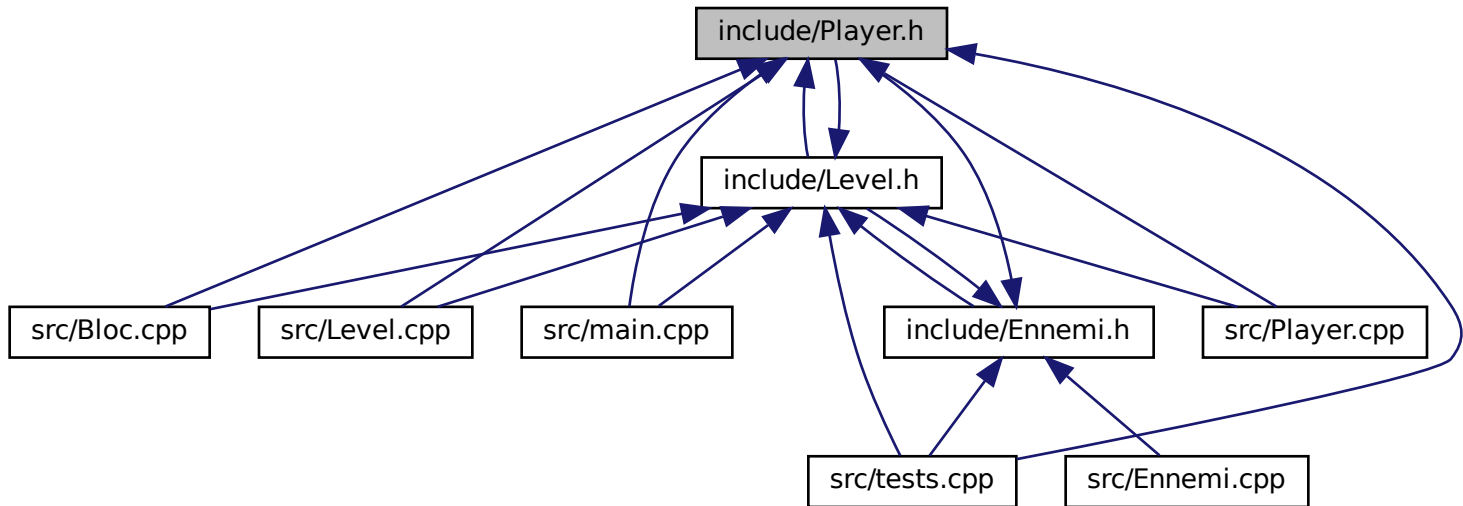 include/Player.h
include/Level.h
src/Bloc.cpp
src/Level.cpp
src/main.cpp
include/Ennemi.h
src/Player.cpp
src/tests.cpp
src/Ennemi.cpp